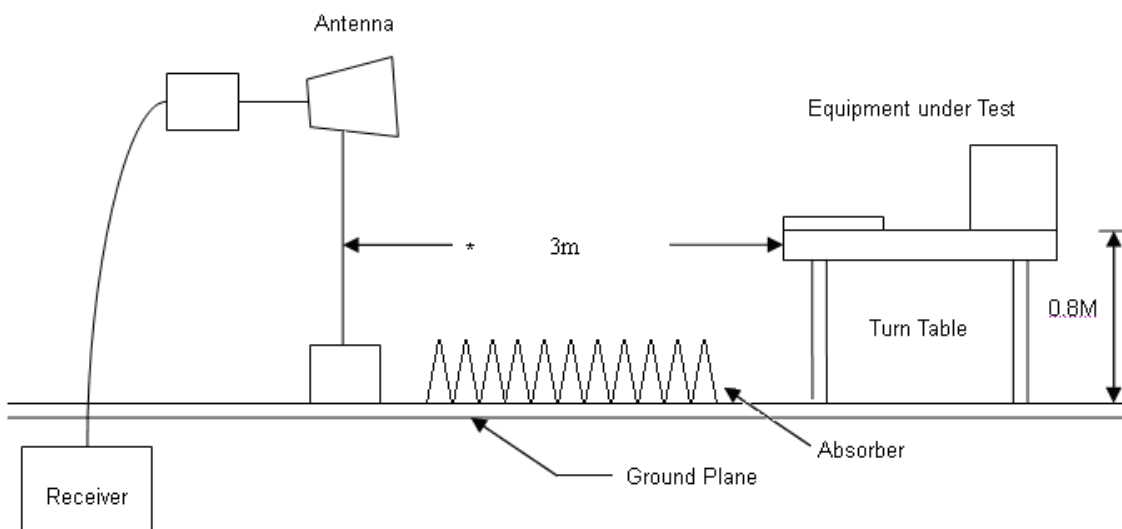 Antenna
Equipment under Test
* 3m
0.8M
Turn Table
Absorber
Ground Plane
Receiver